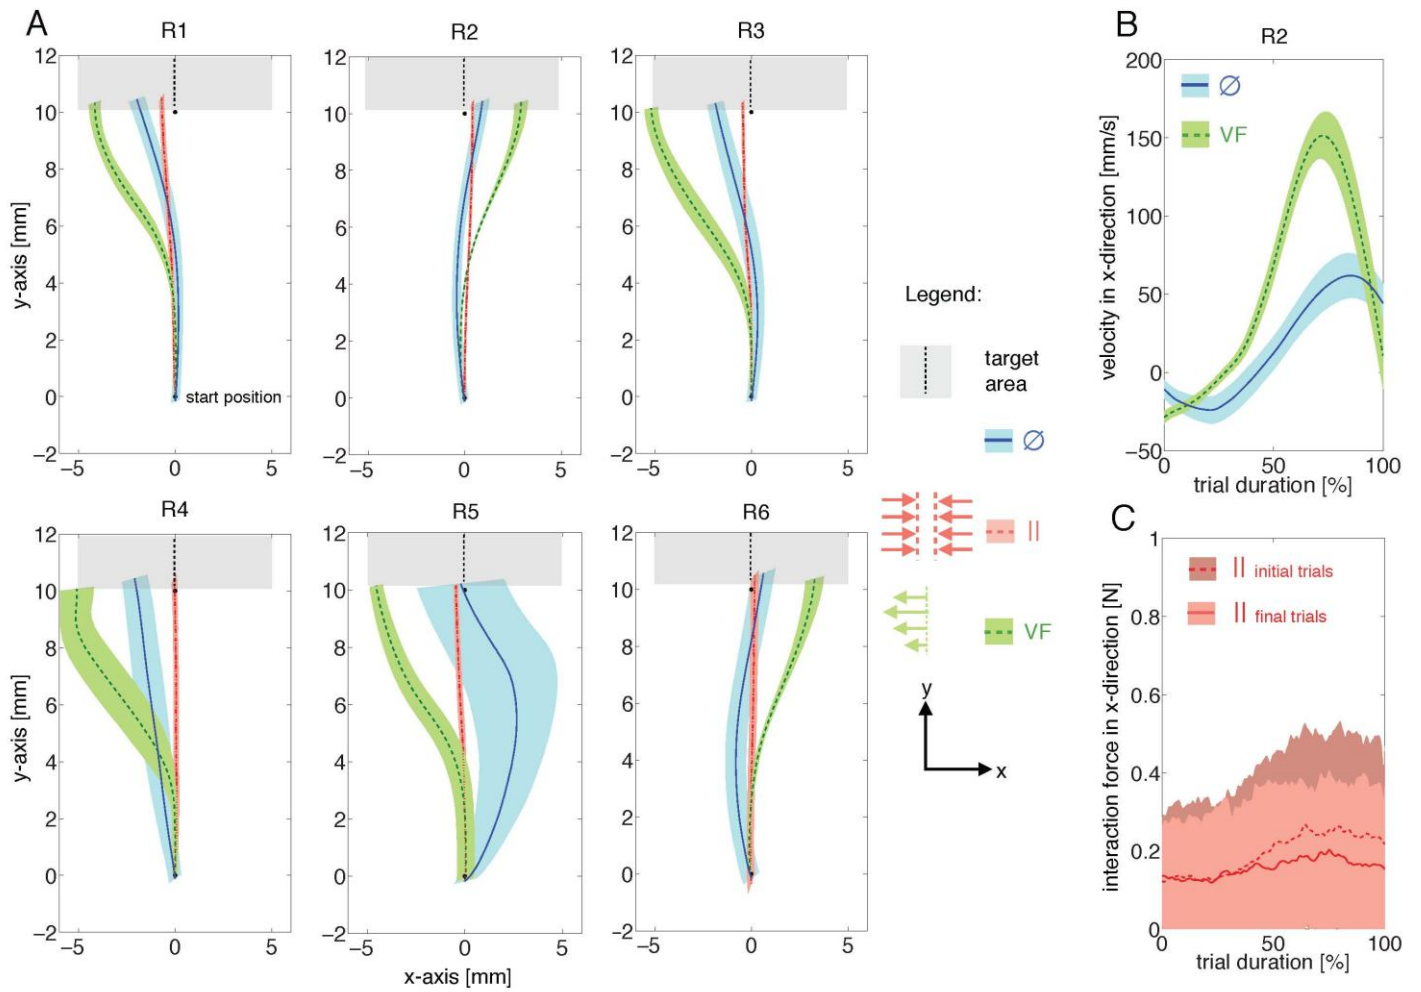 A
R1
R2
R3
12
10
8
6
4
2
0
−2
y-axis [mm]
start position
−5
0
5
12
10
8
6
4
2
0
−2
−5
0
5
12
10
8
6
4
2
0
−2
−5
0
5
R4
R5
R6
12
10
8
6
4
2
0
−2
y-axis [mm]
−5
0
5
12
10
8
6
4
2
0
−2
−5
0
5
x-axis [mm]
12
10
8
6
4
2
0
−2
−5
0
5
Legend:
target
area
Ø
||
VF
y
x
B
R2
200
150
100
50
0
−50
velocity in x-direction [mm/s]
Ø
VF
0
50
100
trial duration [%]
C
1
0.8
0.6
0.4
0.2
0
interaction force in x-direction [N]
|| initial trials
|| final trials
0
50
100
trial duration [%]